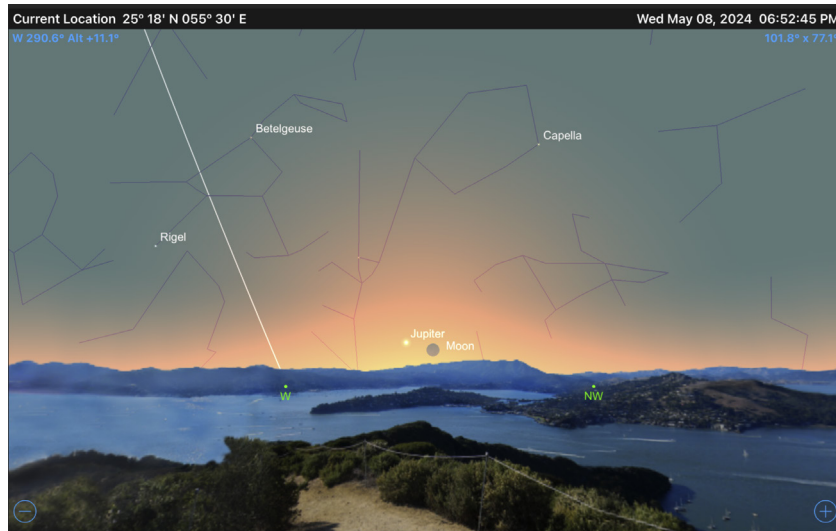 Current Location 25° 18' N 055° 30' E
Wed May 08, 2024 06:52:45 PM
W 290.6° Alt +11.1°
101.8° x 77.1°
Betelgeuse
Capella
Rigel
Jupiter
Moon
W
NW